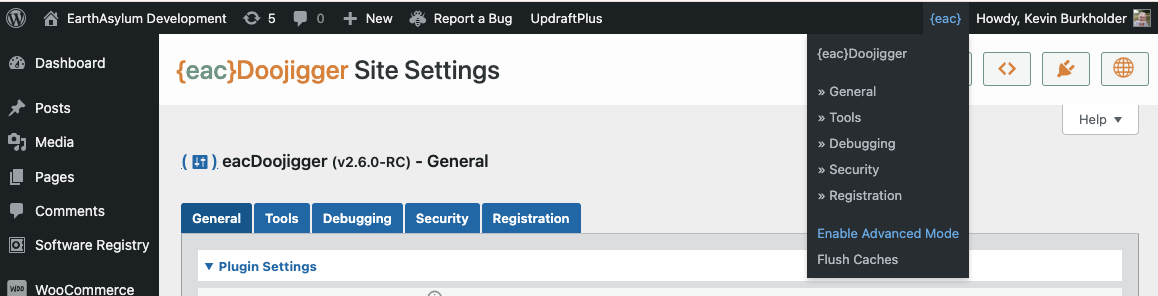 EarthAsylum Development 5 0 New Report a Bug UpdraftPlus {eac} Howdy, Kevin Burkholder
Dashboard
Posts
Media
Pages
Comments
Software Registry
WooCommerce
{eac}Doojigger Site Settings
Help ▼
( ) eacDoojigger (v2.6.0-RC) - General
General Tools Debugging Security Registration
▼ Plugin Settings
{eac}Doojigger
» General
» Tools
» Debugging
» Security
» Registration
Enable Advanced Mode
Flush Caches